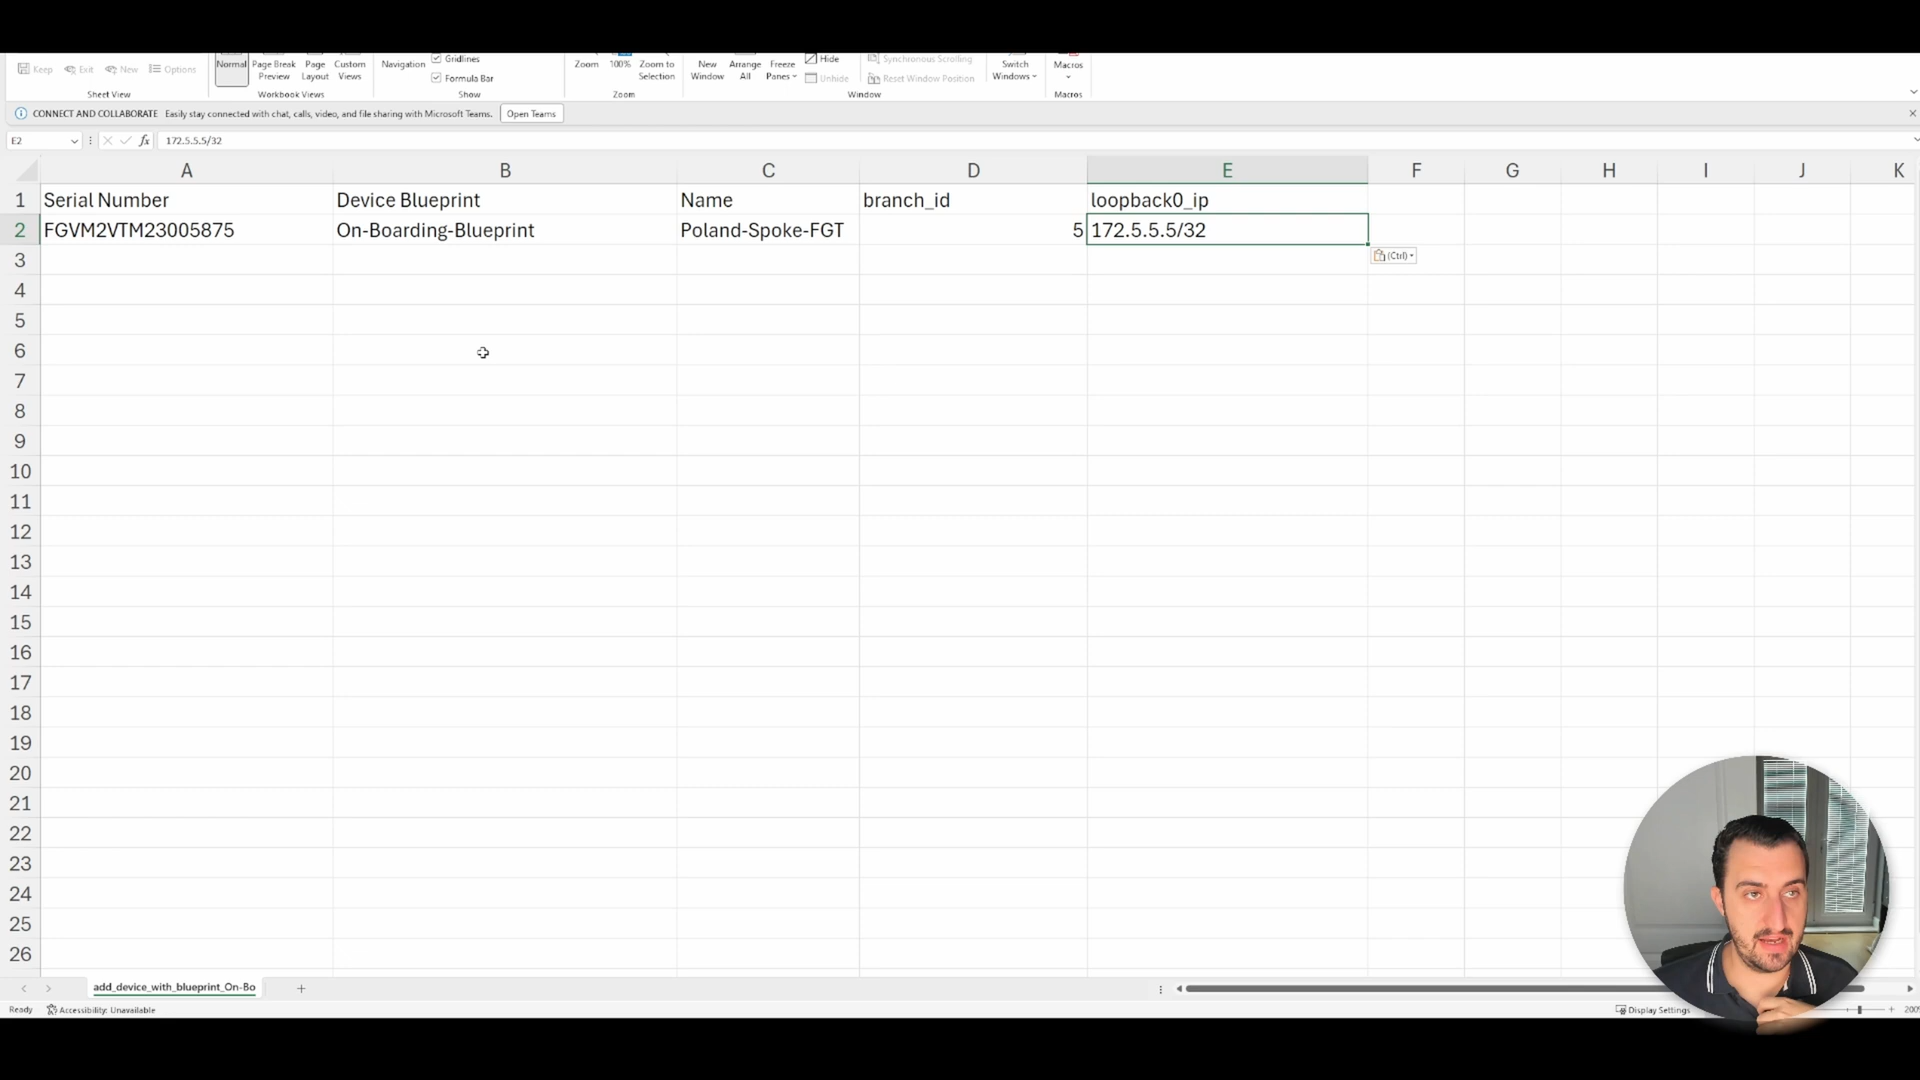 Keep Exit New Options Normal Page Break Preview Page Layout Custom Views Navigation Gridlines Formula Bar Zoom 100% Zoom to Selection New Window Arrange All Freeze Panes Hide Unhide Synchronous Scrolling Reset Window Position Switch Windows Macros
Sheet View Workbook Views Show Zoom Window Macros
CONNECT AND COLLABORATE Easily stay connected with chat, calls, video, and file sharing with Microsoft Teams. Open Teams
E2 fx 172.5.5.5/32
A B C D E F G H I J K
1 Serial Number Device Blueprint Name branch_id loopback0_ip
2 FGVM2VTM23005875 On-Boarding-Blueprint Poland-Spoke-FGT 5 172.5.5.5/32
3 (Ctrl)
4
5
6
7
8
9
10
11
12
13
14
15
16
17
18
19
20
21
22
23
24
25
26
add_device_with_blueprint_On-Bo
Ready Accessibility: Unavailable Display Settings